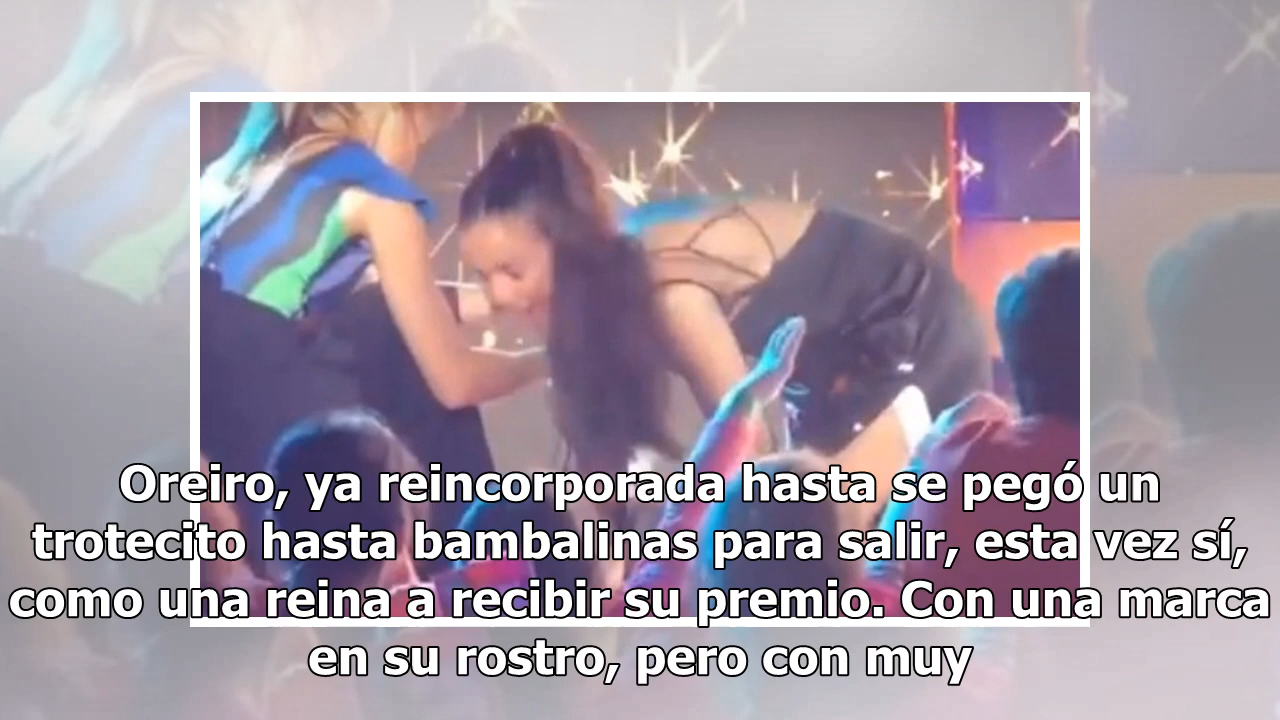 Oreiro, ya reincorporada hasta se pegó un
trotecito hasta bambalinas para salir, esta vez sí,
como una reina a recibir su premio. Con una marca
en su rostro, pero con muy